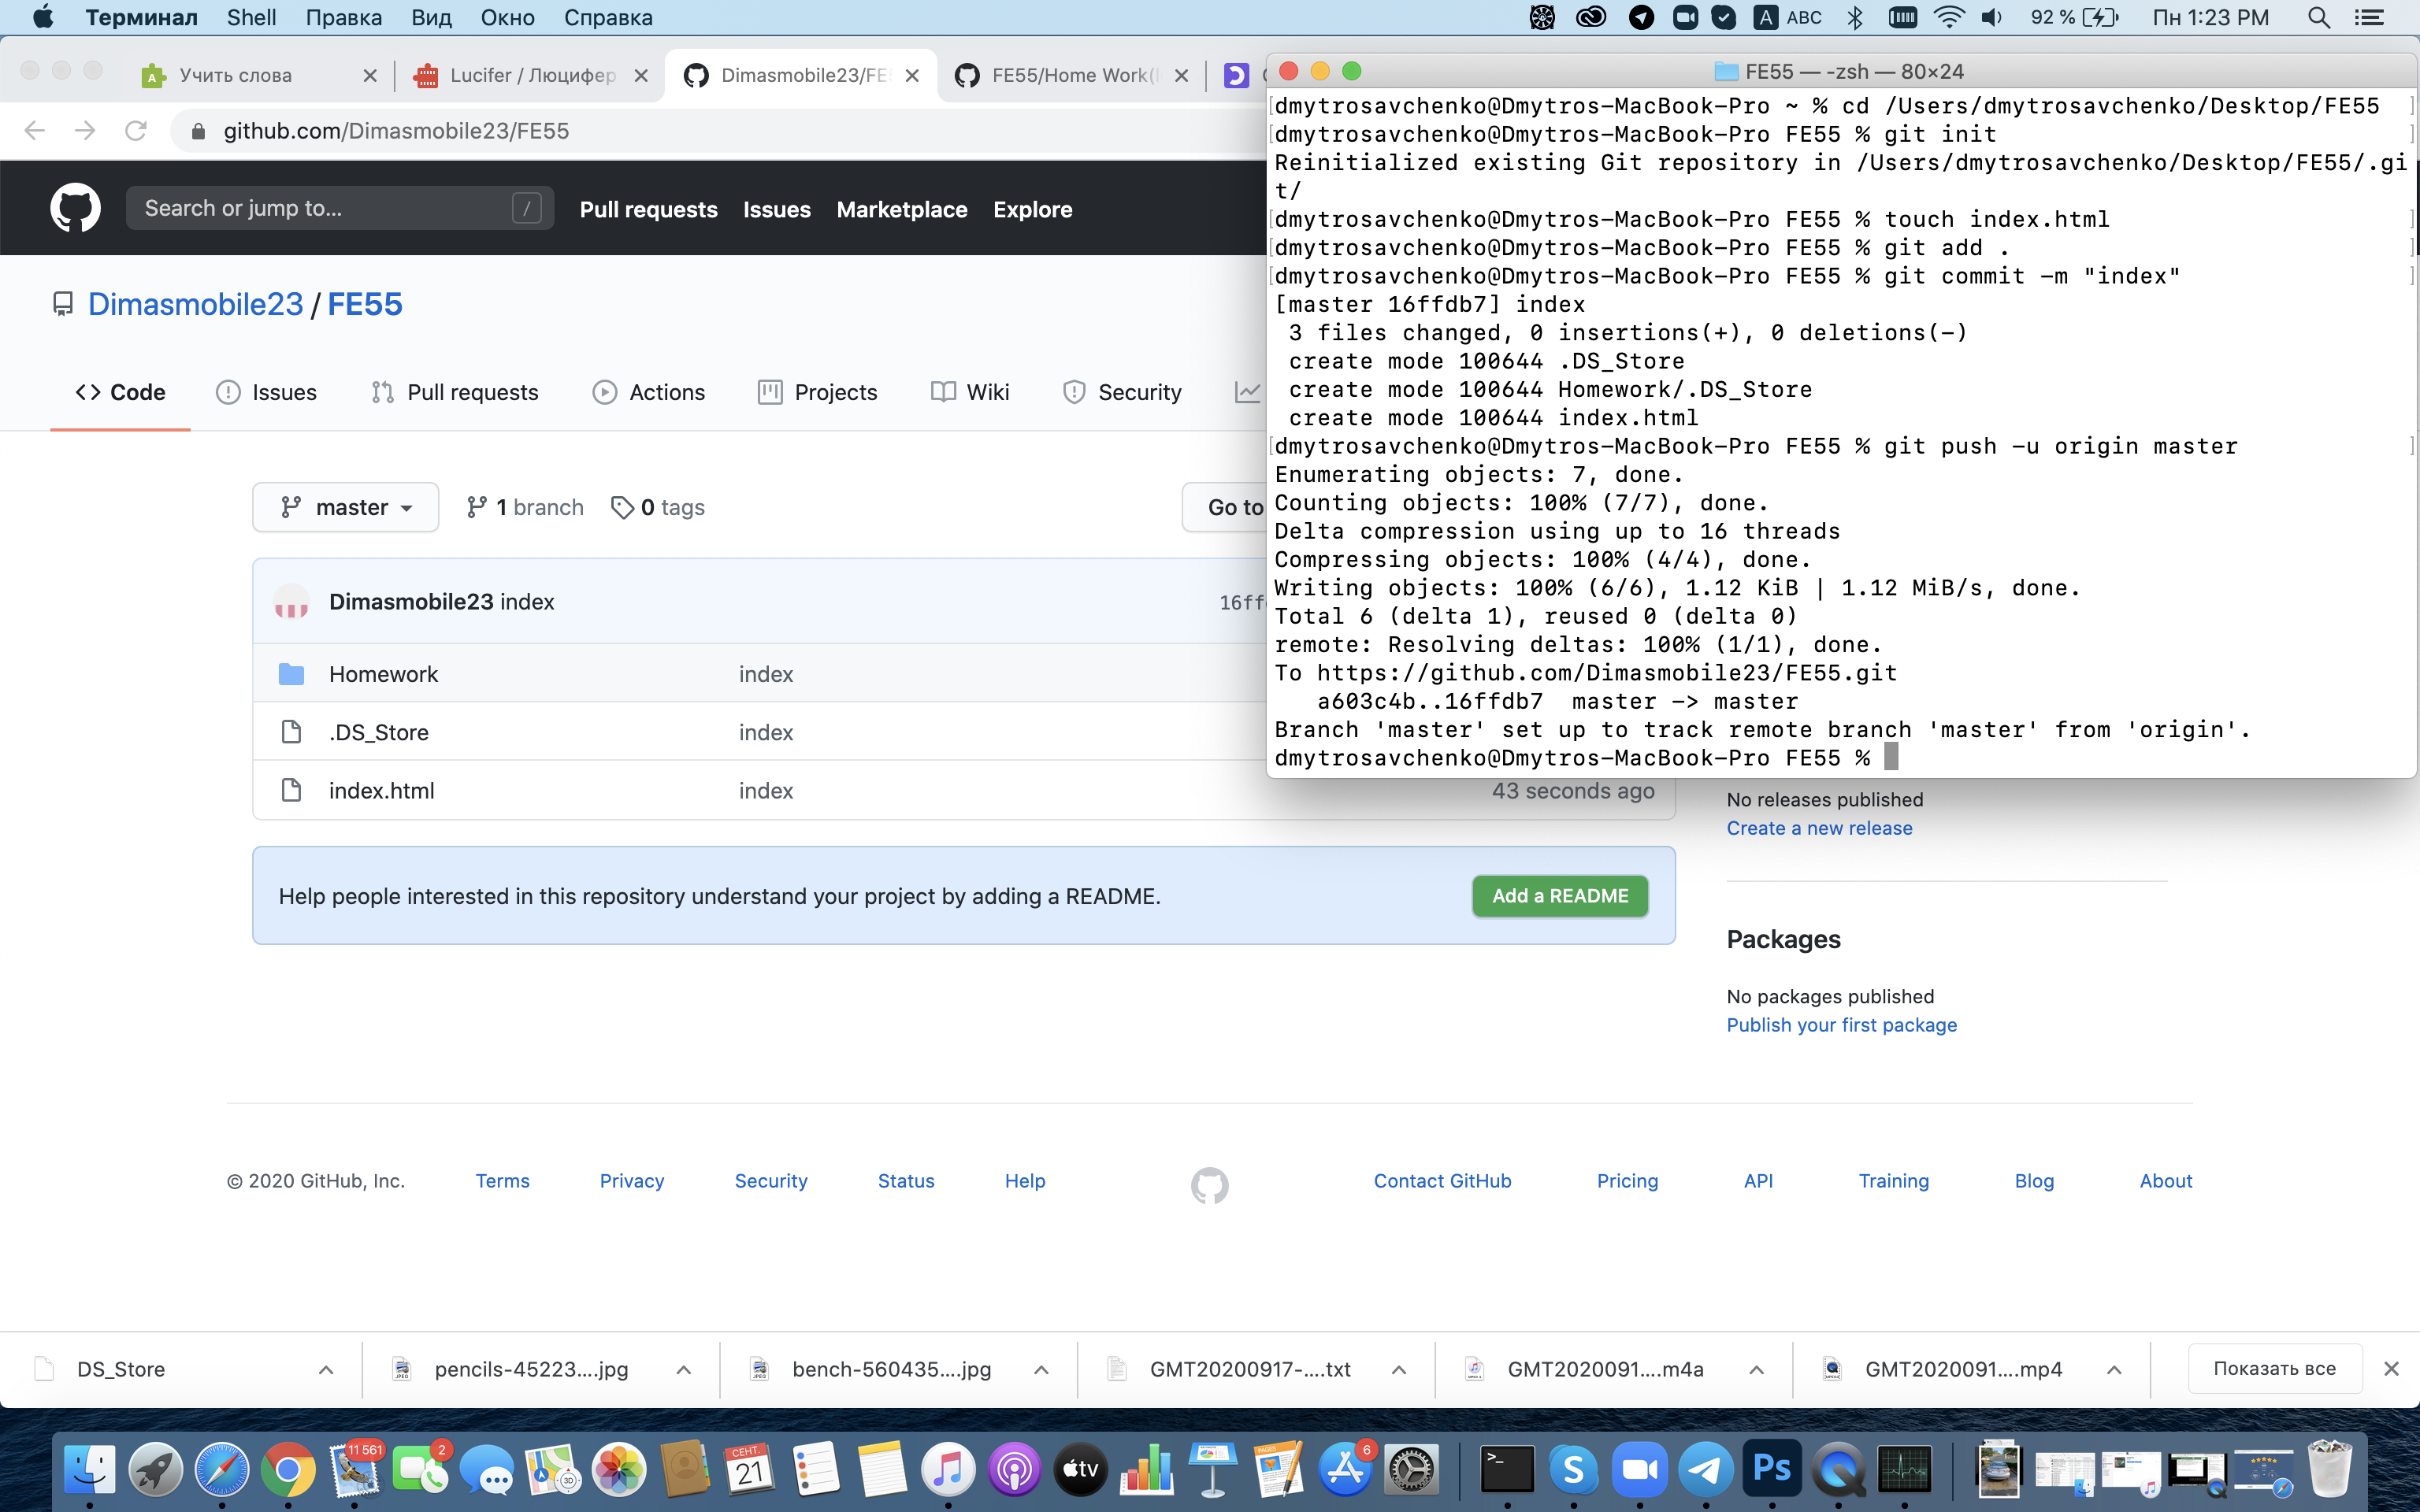 Терминал Shell Правка Вид Окно Справка
A ABC 92 % Пн 1:23 PM
Учить слова
Lucifer / Люцифер
Dimasmobile23/FE
FE55/Home Work(
github.com/Dimasmobile23/FE55
Search or jump to... /
Pull requests Issues Marketplace Explore
Dimasmobile23 / FE55
Code Issues Pull requests Actions Projects Wiki Security
master 1 branch 0 tags Go to
Dimasmobile23 index 16ff
Homework index
.DS_Store index
index.html index 43 seconds ago
Help people interested in this repository understand your project by adding a README. Add a README
FE55 — -zsh — 80×24
dmytrosavchenko@Dmytros-MacBook-Pro ~ % cd /Users/dmytrosavchenko/Desktop/FE55
dmytrosavchenko@Dmytros-MacBook-Pro FE55 % git init
Reinitialized existing Git repository in /Users/dmytrosavchenko/Desktop/FE55/.gi
t/
dmytrosavchenko@Dmytros-MacBook-Pro FE55 % touch index.html
dmytrosavchenko@Dmytros-MacBook-Pro FE55 % git add .
dmytrosavchenko@Dmytros-MacBook-Pro FE55 % git commit -m "index"
[master 16ffdb7] index
3 files changed, 0 insertions(+), 0 deletions(-)
create mode 100644 .DS_Store
create mode 100644 Homework/.DS_Store
create mode 100644 index.html
dmytrosavchenko@Dmytros-MacBook-Pro FE55 % git push -u origin master
Enumerating objects: 7, done.
Counting objects: 100% (7/7), done.
Delta compression using up to 16 threads
Compressing objects: 100% (4/4), done.
Writing objects: 100% (6/6), 1.12 KiB | 1.12 MiB/s, done.
Total 6 (delta 1), reused 0 (delta 0)
remote: Resolving deltas: 100% (1/1), done.
To https://github.com/Dimasmobile23/FE55.git
a603c4b..16ffdb7 master -> master
Branch 'master' set up to track remote branch 'master' from 'origin'.
dmytrosavchenko@Dmytros-MacBook-Pro FE55 %
No releases published
Create a new release
Packages
No packages published
Publish your first package
© 2020 GitHub, Inc. Terms Privacy Security Status Help Contact GitHub Pricing API Training Blog About
DS_Store pencils-45223....jpg bench-560435....jpg GMT20200917-....txt GMT2020091....m4a GMT2020091....mp4 Показать все
11 561 2 СЕНТ. 21 tv 6 >_ S Ps